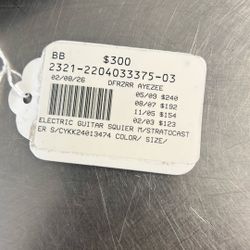 BB $300
2321-2204033375-03
02/08/26 DFRZRR AYEZEE
05/09 $240
08/07 $192
11/05 $154
02/03 $123
ELECTRIC GUITAR SQUIER M/STRATOCAST
ER S/CYKK24013474 COLOR/ SIZE/